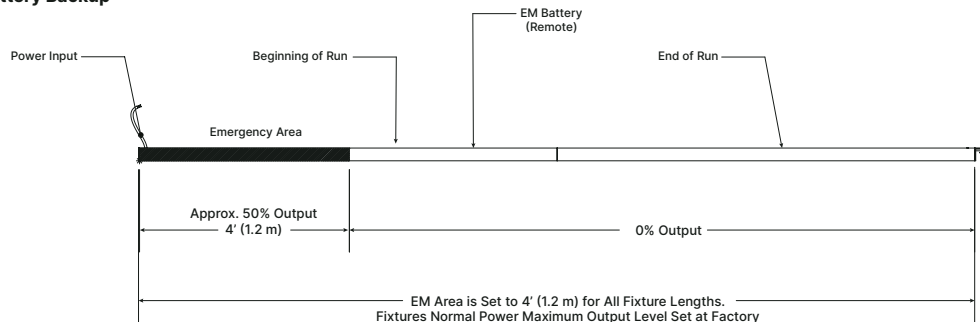 EM Battery
(Remote)
Power Input
Beginning of Run
End of Run
Emergency Area
Approx. 50% Output
4' (1.2 m)
0% Output
EM Area is Set to 4' (1.2 m) for All Fixture Lengths.
Fixtures Normal Power Maximum Output Level Set at Factory